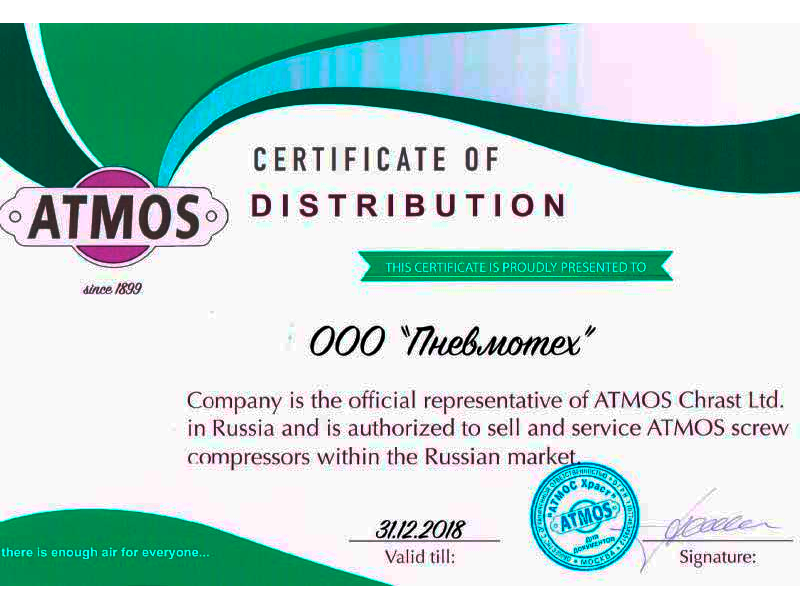 CERTIFICATE OF
DISTRIBUTION
ATMOS
since 1899
THIS CERTIFICATE IS PROUDLY PRESENTED TO
ООО "Пневмотех"
Company is the official representative of ATMOS Chrast Ltd.
in Russia and is authorized to sell and service ATMOS screw
compressors within the Russian market.
"АТМОС Храст"
ATMOS
для
документов
МОСКВА
31.12.2018
Valid till:
Signature:
there is enough air for everyone...